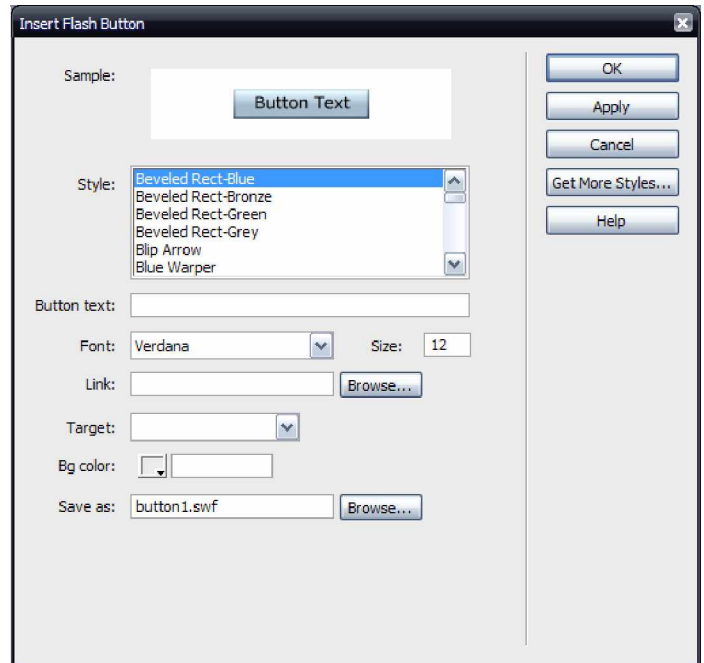 Insert Flash Button
Sample:
Button Text
Style:
Beveled Rect-Blue
Beveled Rect-Bronze
Beveled Rect-Green
Beveled Rect-Grey
Blip Arrow
Blue Warper
Button text:
Font: Verdana Size: 12
Link: Browse...
Target:
Bg color:
Save as: button1.swf Browse...
OK
Apply
Cancel
Get More Styles...
Help